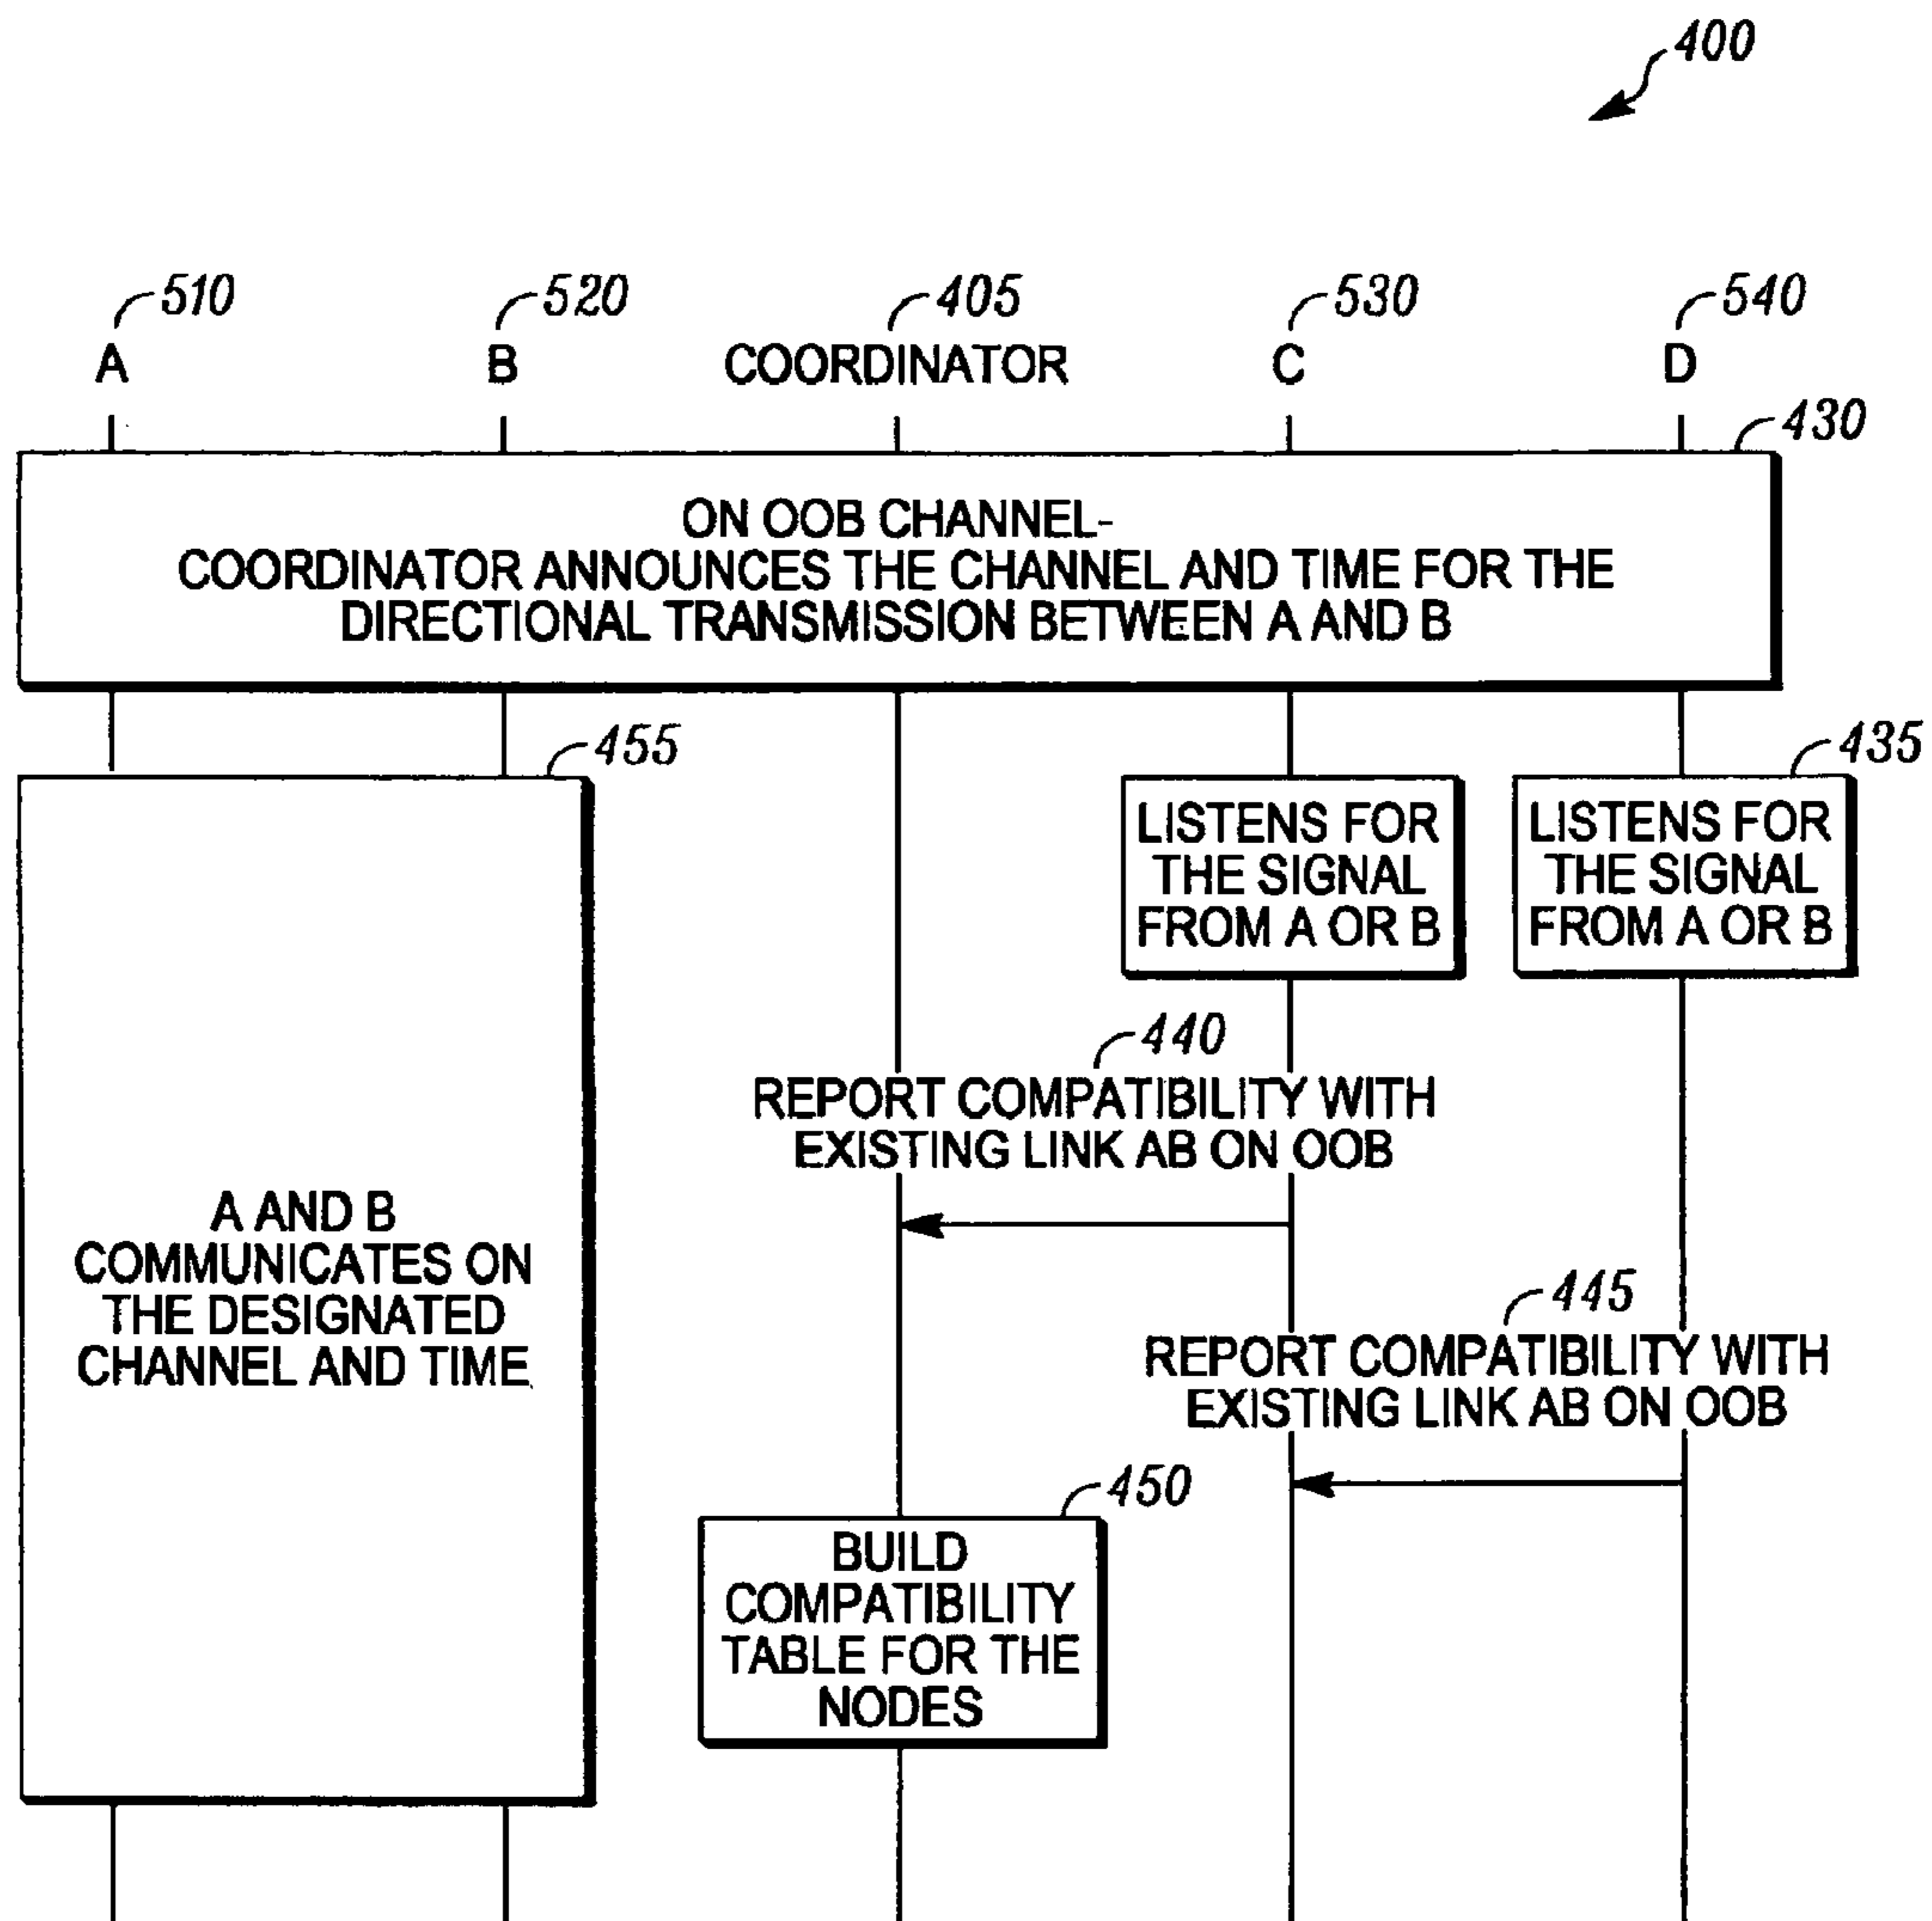 400
510
520
405
530
540
A
B
COORDINATOR
C
D
430
ON OOB CHANNEL-
COORDINATOR ANNOUNCES THE CHANNEL AND TIME FOR THE
DIRECTIONAL TRANSMISSION BETWEEN A AND B
455
435
LISTENS FOR
THE SIGNAL
FROM A OR B
LISTENS FOR
THE SIGNAL
FROM A OR B
440
REPORT COMPATIBILITY WITH
EXISTING LINK AB ON OOB
A AND B
COMMUNICATES ON
THE DESIGNATED
CHANNEL AND TIME
445
REPORT COMPATIBILITY WITH
EXISTING LINK AB ON OOB
450
BUILD
COMPATIBILITY
TABLE FOR THE
NODES